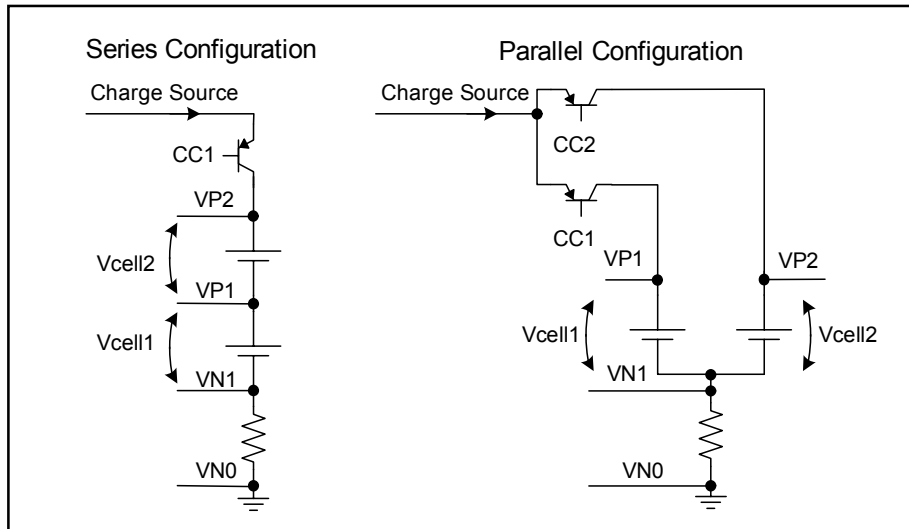 Series Configuration
Charge Source
CC1
VP2
Vcell2
VP1
Vcell1
VN1
VN0
Parallel Configuration
Charge Source
CC2
CC1
VP1
VP2
Vcell1
Vcell2
VN1
VN0